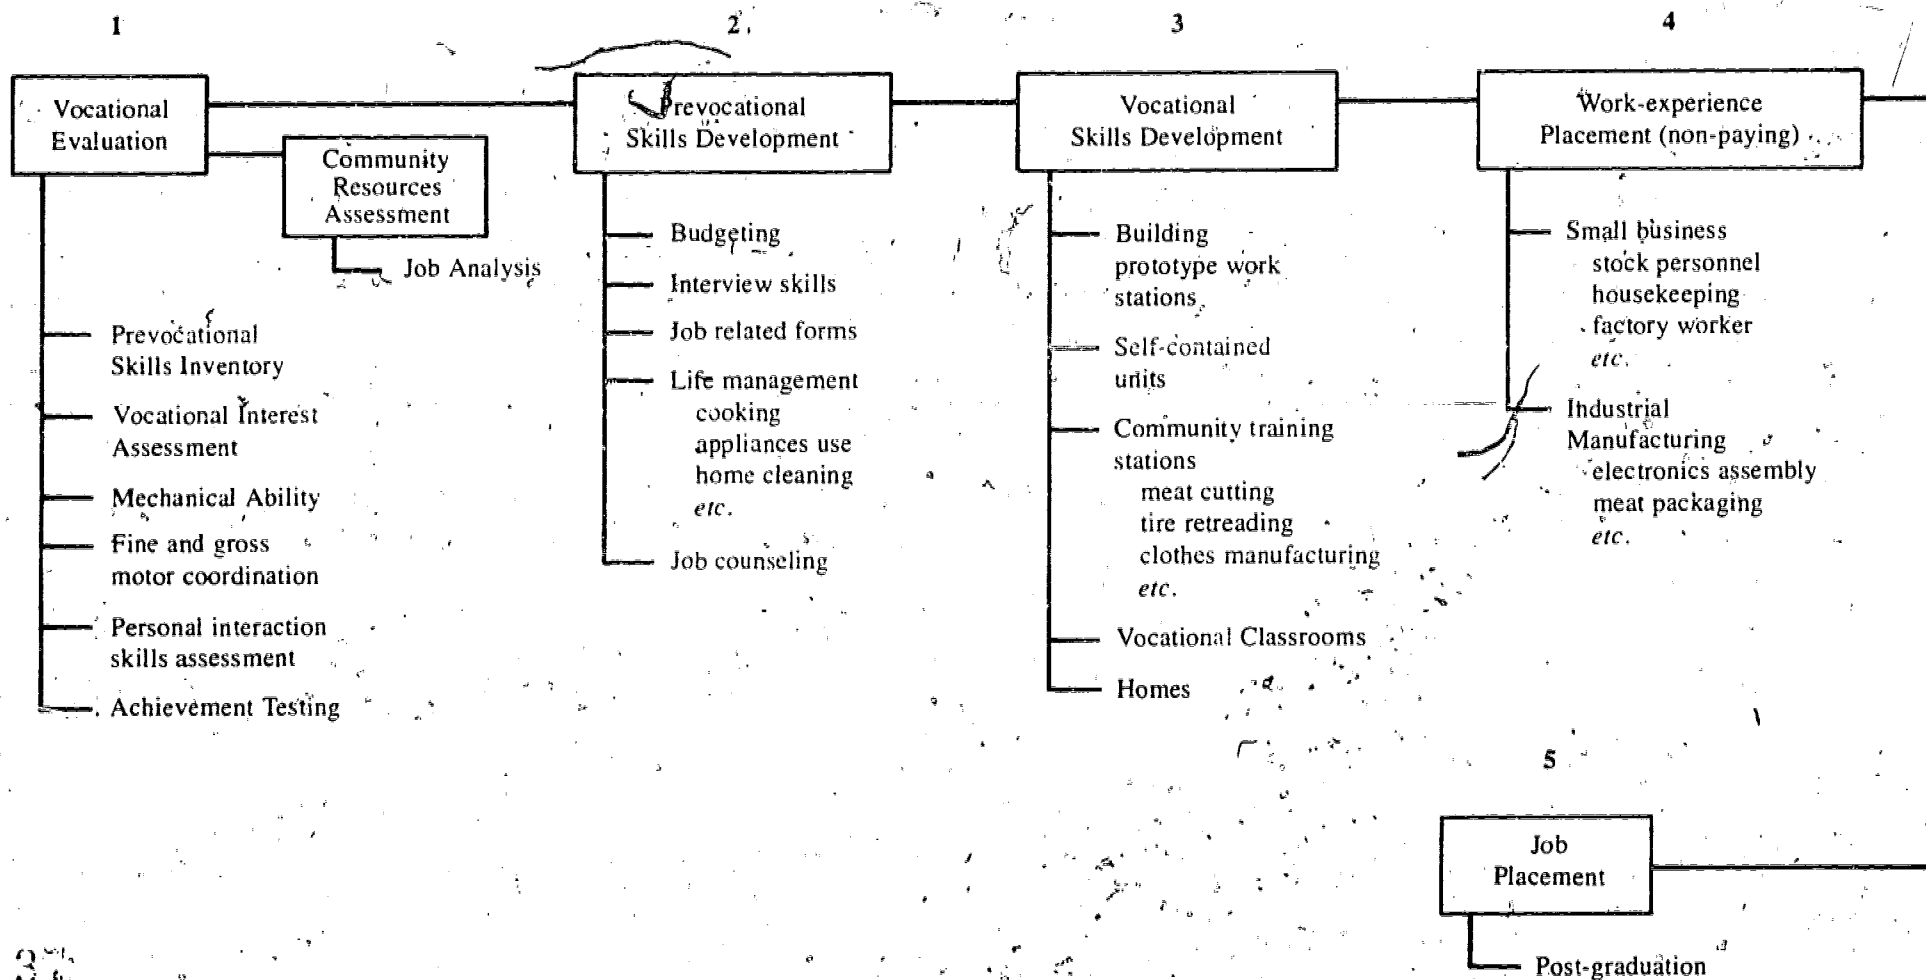 1
Vocational
Evaluation
Community
Resources
Assessment
Job Analysis
Prevocational
Skills Inventory
Vocational Interest
Assessment
Mechanical Ability
Fine and gross
motor coordination
Personal interaction
skills assessment
Achievement Testing
2
Prevocational
Skills Development
Budgeting
Interview skills
Job related forms
Life management
cooking
appliances use
home cleaning
etc.
Job counseling
3
Vocational
Skills Development
Building
prototype work
stations
Self-contained
units
Community training
stations
meat cutting
tire retreading
clothes manufacturing
etc.
Vocational Classrooms
Homes
4
Work-experience
Placement (non-paying)
Small business
stock personnel
housekeeping
factory worker
etc.
Industrial
Manufacturing
electronics assembly
meat packaging
etc.
5
Job
Placement
Post-graduation